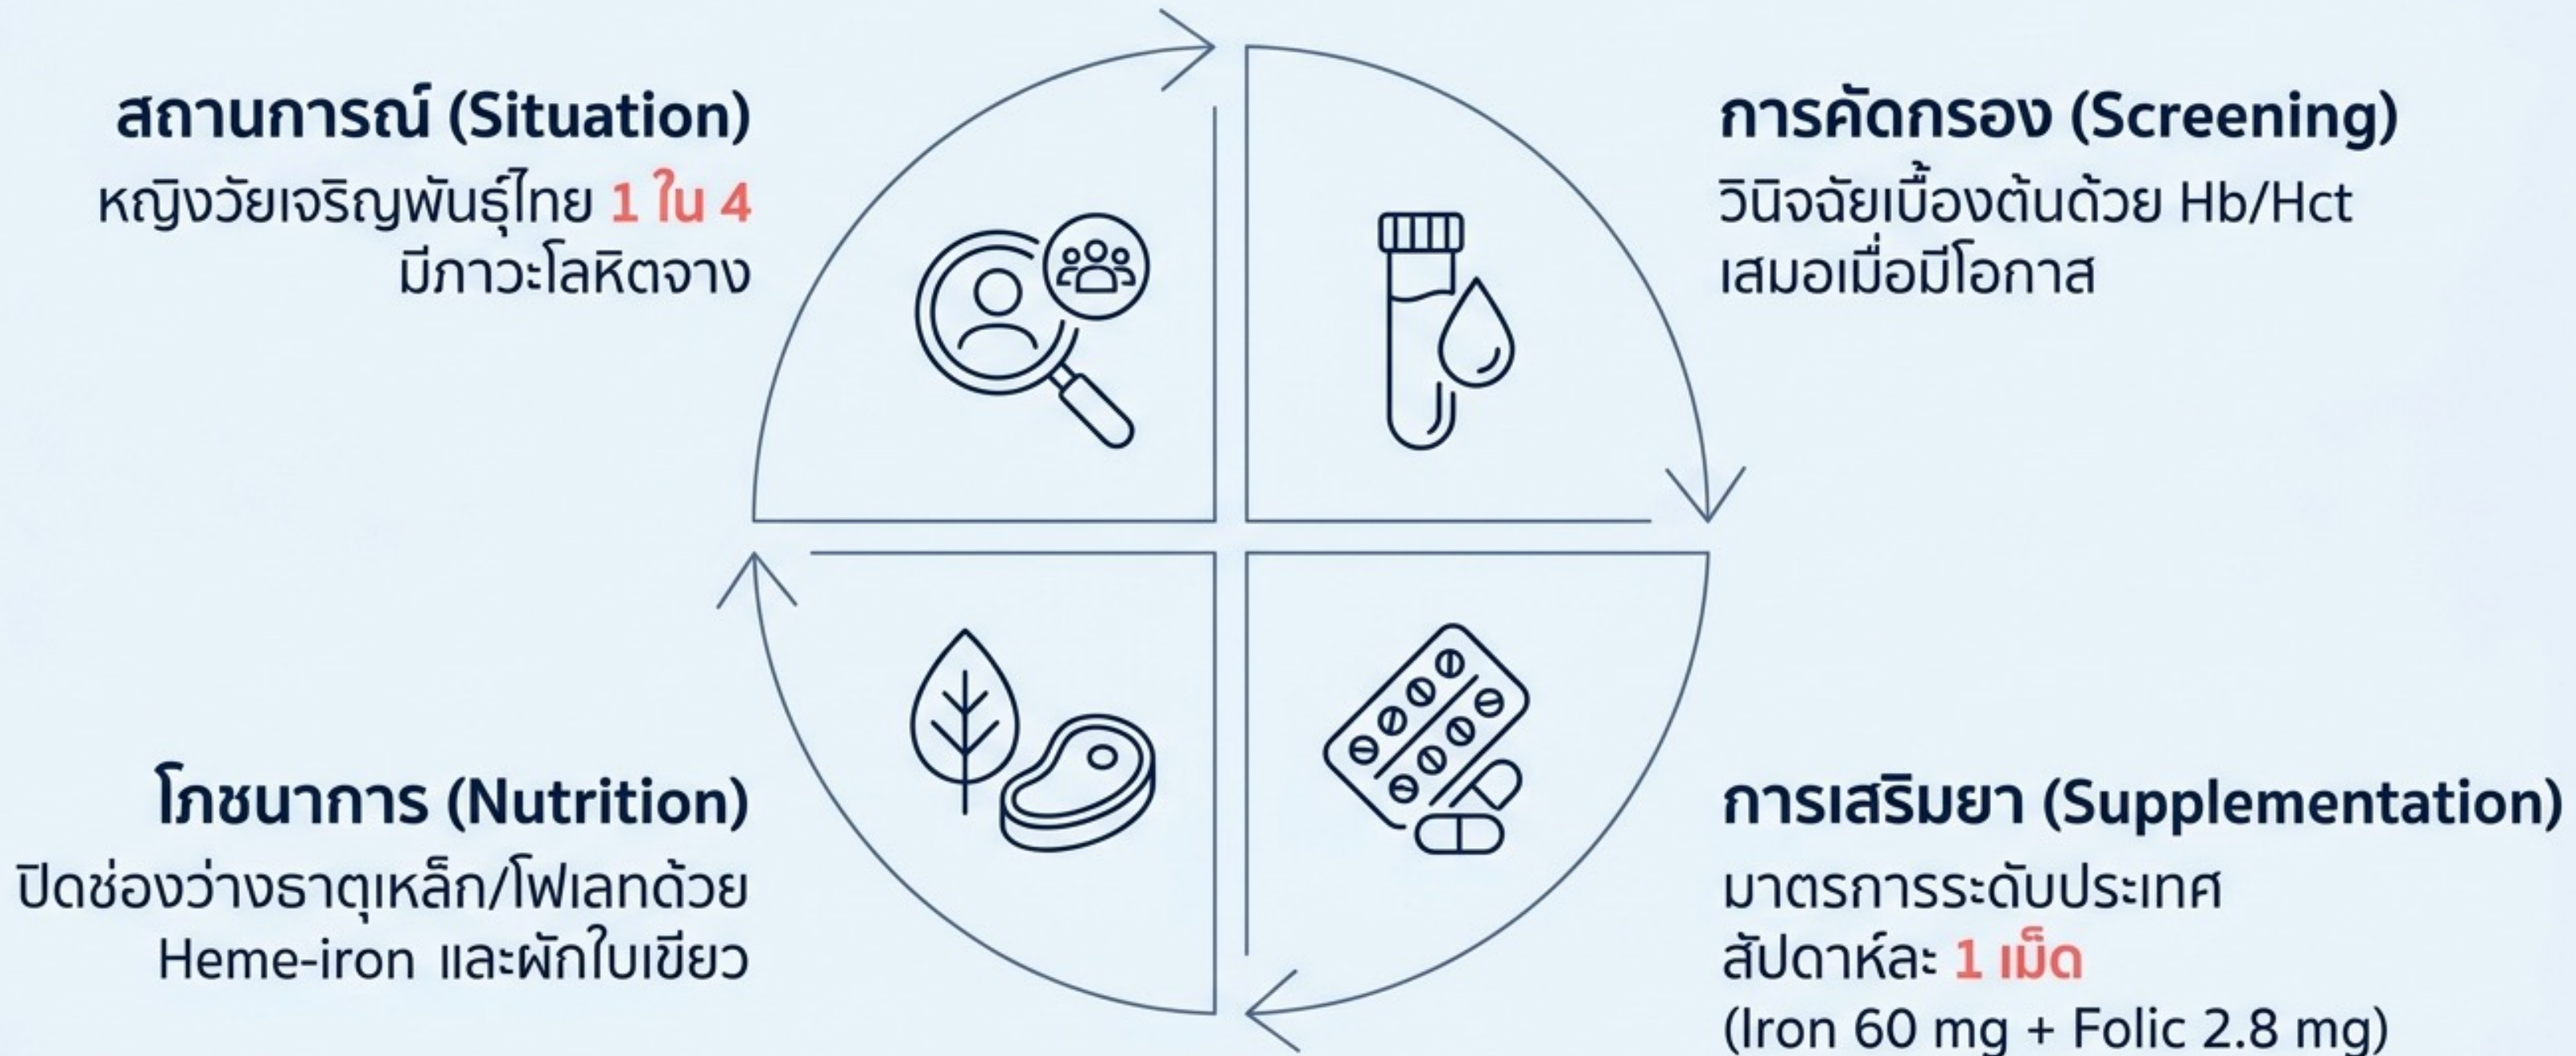 สถานการณ์ (Situation)
หญิงวัยเจริญพันธุ์ไทย 1 ใน 4
มีภาวะโลหิตจาง
การคัดกรอง (Screening)
วินิจฉัยเบื้องต้นด้วย Hb/Hct
เสมอเมื่อมีโอกาส
โภชนาการ (Nutrition)
ปิดช่องว่างธาตุเหล็ก/โฟเลทด้วย
Heme-iron และผักใบเขียว
การเสริมยา (Supplementation)
มาตรการระดับประเทศ
สัปดาห์ละ 1 เม็ด
(Iron 60 mg + Folic 2.8 mg)